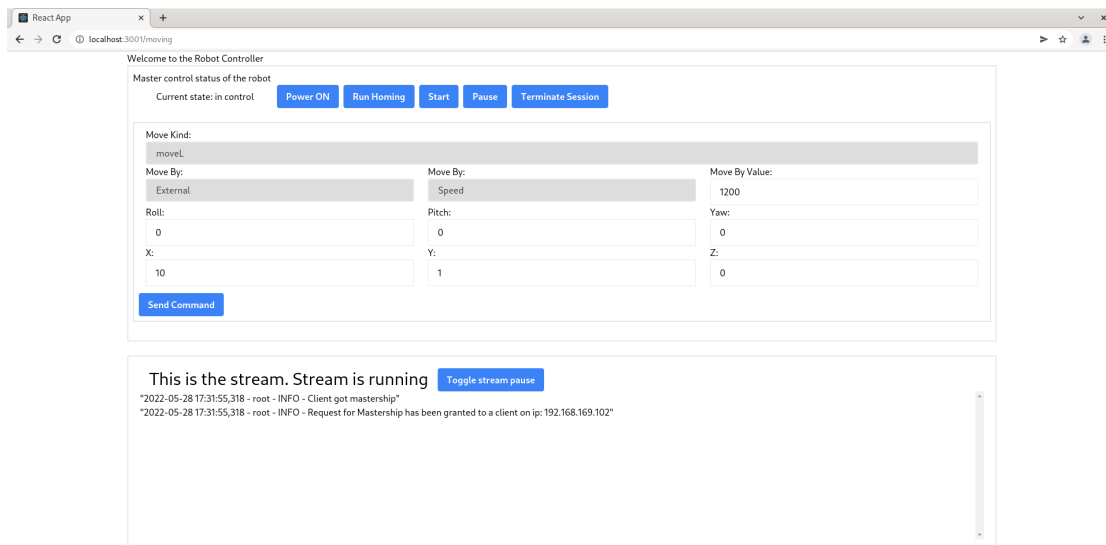 React App
localhost:3001/moving
Welcome to the Robot Controller
Master control status of the robot
Current state: in control Power ON Run Homing Start Pause Terminate Session
Move Kind:
moveL
Move By: Move By: Move By Value:
External Speed 1200
Roll: Pitch: Yaw:
0 0 0
X: Y: Z:
10 1 0
Send Command
This is the stream. Stream is running Toggle stream pause
"2022-05-28 17:31:55,318 - root - INFO - Client got mastership"
"2022-05-28 17:31:55,318 - root - INFO - Request for Mastership has been granted to a client on ip: 192.168.169.102"